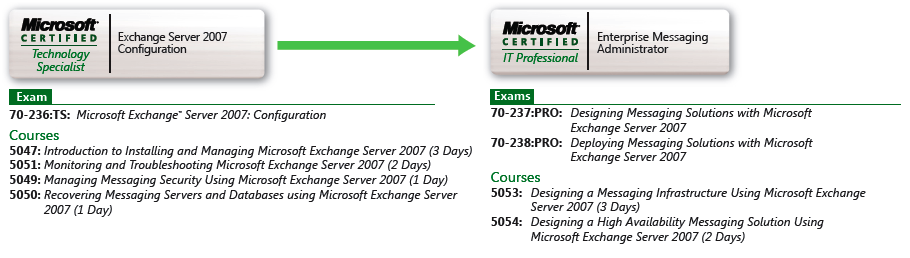 Microsoft
CERTIFIED
Technology
Specialist
Exchange Server 2007
Configuration
Exam
70-236:TS: Microsoft Exchange™ Server 2007: Configuration
Courses
5047: Introduction to Installing and Managing Microsoft Exchange Server 2007 (3 Days)
5051: Monitoring and Troubleshooting Microsoft Exchange Server 2007 (2 Days)
5049: Managing Messaging Security Using Microsoft Exchange Server 2007 (1 Day)
5050: Recovering Messaging Servers and Databases using Microsoft Exchange Server
2007 (1 Day)
Microsoft
CERTIFIED
IT Professional
Enterprise Messaging
Administrator
Exams
70-237:PRO: Designing Messaging Solutions with Microsoft
Exchange Server 2007
70-238:PRO: Deploying Messaging Solutions with Microsoft
Exchange Server 2007
Courses
5053: Designing a Messaging Infrastructure Using Microsoft Exchange
Server 2007 (3 Days)
5054: Designing a High Availability Messaging Solution Using
Microsoft Exchange Server 2007 (2 Days)